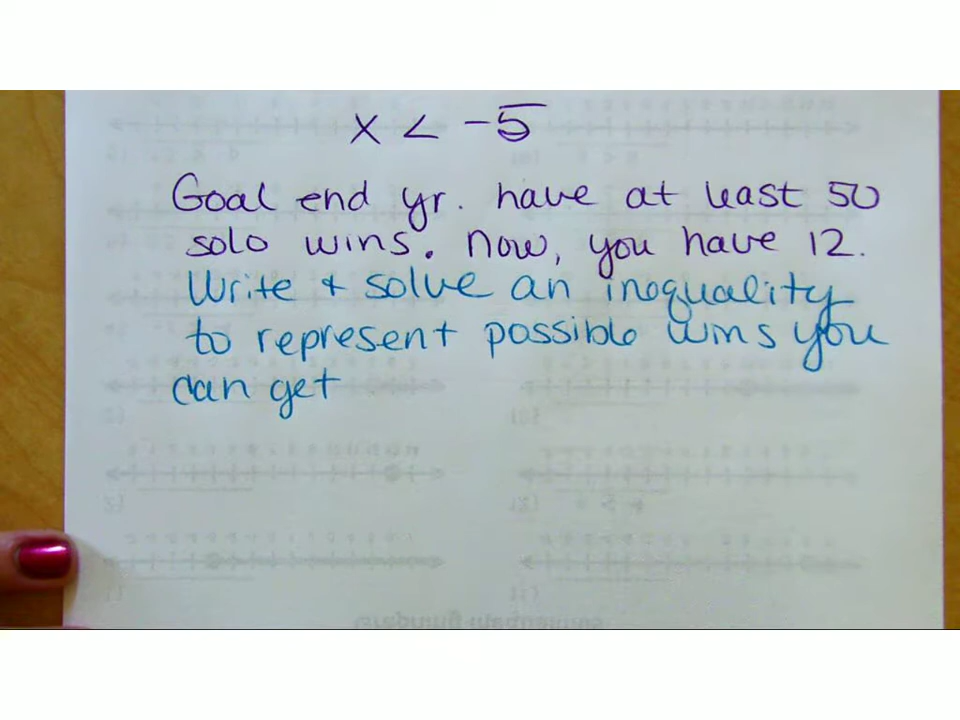 x < -5
Goal end yr. have at least 50
solo wins. Now, you have 12.
Write + solve an inequality
to represent possible wins you
can get